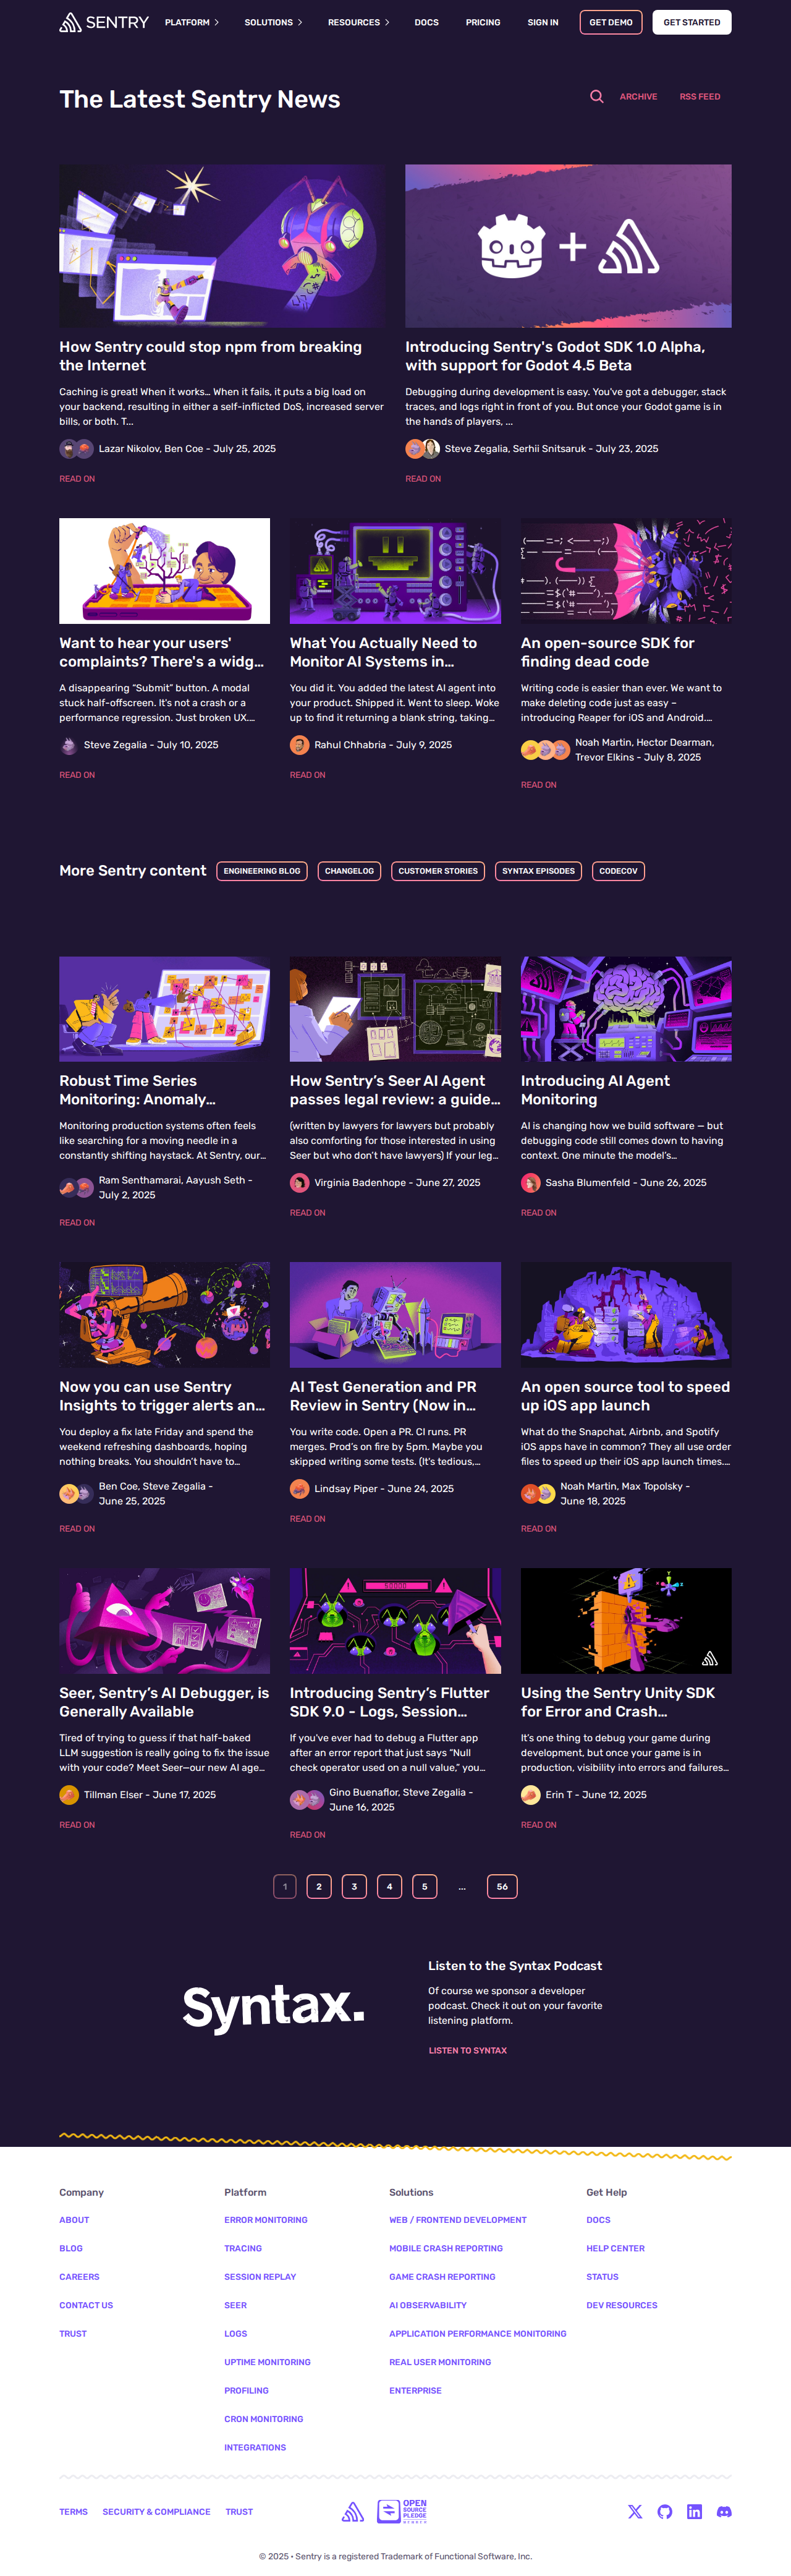 SENTRY
PLATFORM
SOLUTIONS
RESOURCES
DOCS
PRICING
SIGN IN
GET DEMO
GET STARTED
The Latest Sentry News
ARCHIVE
RSS FEED
How Sentry could stop npm from breaking
the Internet
Caching is great! When it works… When it fails, it puts a big load on
your backend, resulting in either a self-inflicted DoS, increased server
bills, or both. T...
Lazar Nikolov, Ben Coe - July 25, 2025
READ ON
+
Introducing Sentry's Godot SDK 1.0 Alpha,
with support for Godot 4.5 Beta
Debugging during development is easy. You've got a debugger, stack
traces, and logs right in front of you. But once your Godot game is in
the hands of players, ...
Steve Zegalia, Serhii Snitsaruk - July 23, 2025
READ ON
Want to hear your users'
complaints? There's a widg…
A disappearing “Submit” button. A modal
stuck half-offscreen. It's not a crash or a
performance regression. Just broken UX.…
Steve Zegalia - July 10, 2025
READ ON
What You Actually Need to
Monitor AI Systems in…
You did it. You added the latest AI agent into
your product. Shipped it. Went to sleep. Woke
up to find it returning a blank string, taking…
Rahul Chhabria - July 9, 2025
READ ON
An open-source SDK for
finding dead code
Writing code is easier than ever. We want to
make deleting code just as easy –
introducing Reaper for iOS and Android.…
Noah Martin, Hector Dearman,
Trevor Elkins - July 8, 2025
READ ON
More Sentry content
ENGINEERING BLOG
CHANGELOG
CUSTOMER STORIES
SYNTAX EPISODES
CODECOV
Robust Time Series
Monitoring: Anomaly…
Monitoring production systems often feels
like searching for a moving needle in a
constantly shifting haystack. At Sentry, our…
Ram Senthamarai, Aayush Seth -
July 2, 2025
READ ON
How Sentry’s Seer AI Agent
passes legal review: a guide…
(written by lawyers for lawyers but probably
also comforting for those interested in using
Seer but who don’t have lawyers) If your leg…
Virginia Badenhope - June 27, 2025
READ ON
Introducing AI Agent
Monitoring
AI is changing how we build software — but
debugging code still comes down to having
context. One minute the model’s…
Sasha Blumenfeld - June 26, 2025
READ ON
Now you can use Sentry
Insights to trigger alerts an…
You deploy a fix late Friday and spend the
weekend refreshing dashboards, hoping
nothing breaks. You shouldn’t have to…
Ben Coe, Steve Zegalia -
June 25, 2025
READ ON
AI Test Generation and PR
Review in Sentry (Now in…
You write code. Open a PR. CI runs. PR
merges. Prod’s on fire by 5pm. Maybe you
skipped writing some tests. (It’s tedious,…
Lindsay Piper - June 24, 2025
READ ON
An open source tool to speed
up iOS app launch
What do the Snapchat, Airbnb, and Spotify
iOS apps have in common? They all use order
files to speed up their iOS app launch times.…
Noah Martin, Max Topolsky -
June 18, 2025
READ ON
Seer, Sentry’s AI Debugger, is
Generally Available
Tired of trying to guess if that half-baked
LLM suggestion is really going to fix the issue
with your code? Meet Seer—our new AI age…
Tillman Elser - June 17, 2025
READ ON
Introducing Sentry’s Flutter
SDK 9.0 - Logs, Session…
If you've ever had to debug a Flutter app
after an error report that just says “Null
check operator used on a null value,” you…
Gino Buenaflor, Steve Zegalia -
June 16, 2025
READ ON
Using the Sentry Unity SDK
for Error and Crash…
It’s one thing to debug your game during
development, but once your game is in
production, visibility into errors and failures…
Erin T - June 12, 2025
READ ON
1
2
3
4
5
...
56
Syntax.
Listen to the Syntax Podcast
Of course we sponsor a developer
podcast. Check it out on your favorite
listening platform.
LISTEN TO SYNTAX
Company
ABOUT
BLOG
CAREERS
CONTACT US
TRUST
Platform
ERROR MONITORING
TRACING
SESSION REPLAY
SEER
LOGS
UPTIME MONITORING
PROFILING
CRON MONITORING
INTEGRATIONS
Solutions
WEB / FRONTEND DEVELOPMENT
MOBILE CRASH REPORTING
GAME CRASH REPORTING
AI OBSERVABILITY
APPLICATION PERFORMANCE MONITORING
REAL USER MONITORING
ENTERPRISE
Get Help
DOCS
HELP CENTER
STATUS
DEV RESOURCES
TERMS
SECURITY & COMPLIANCE
TRUST
OPEN
SOURCE
PLEDGE
MEMBER
© 2025 • Sentry is a registered Trademark of Functional Software, Inc.